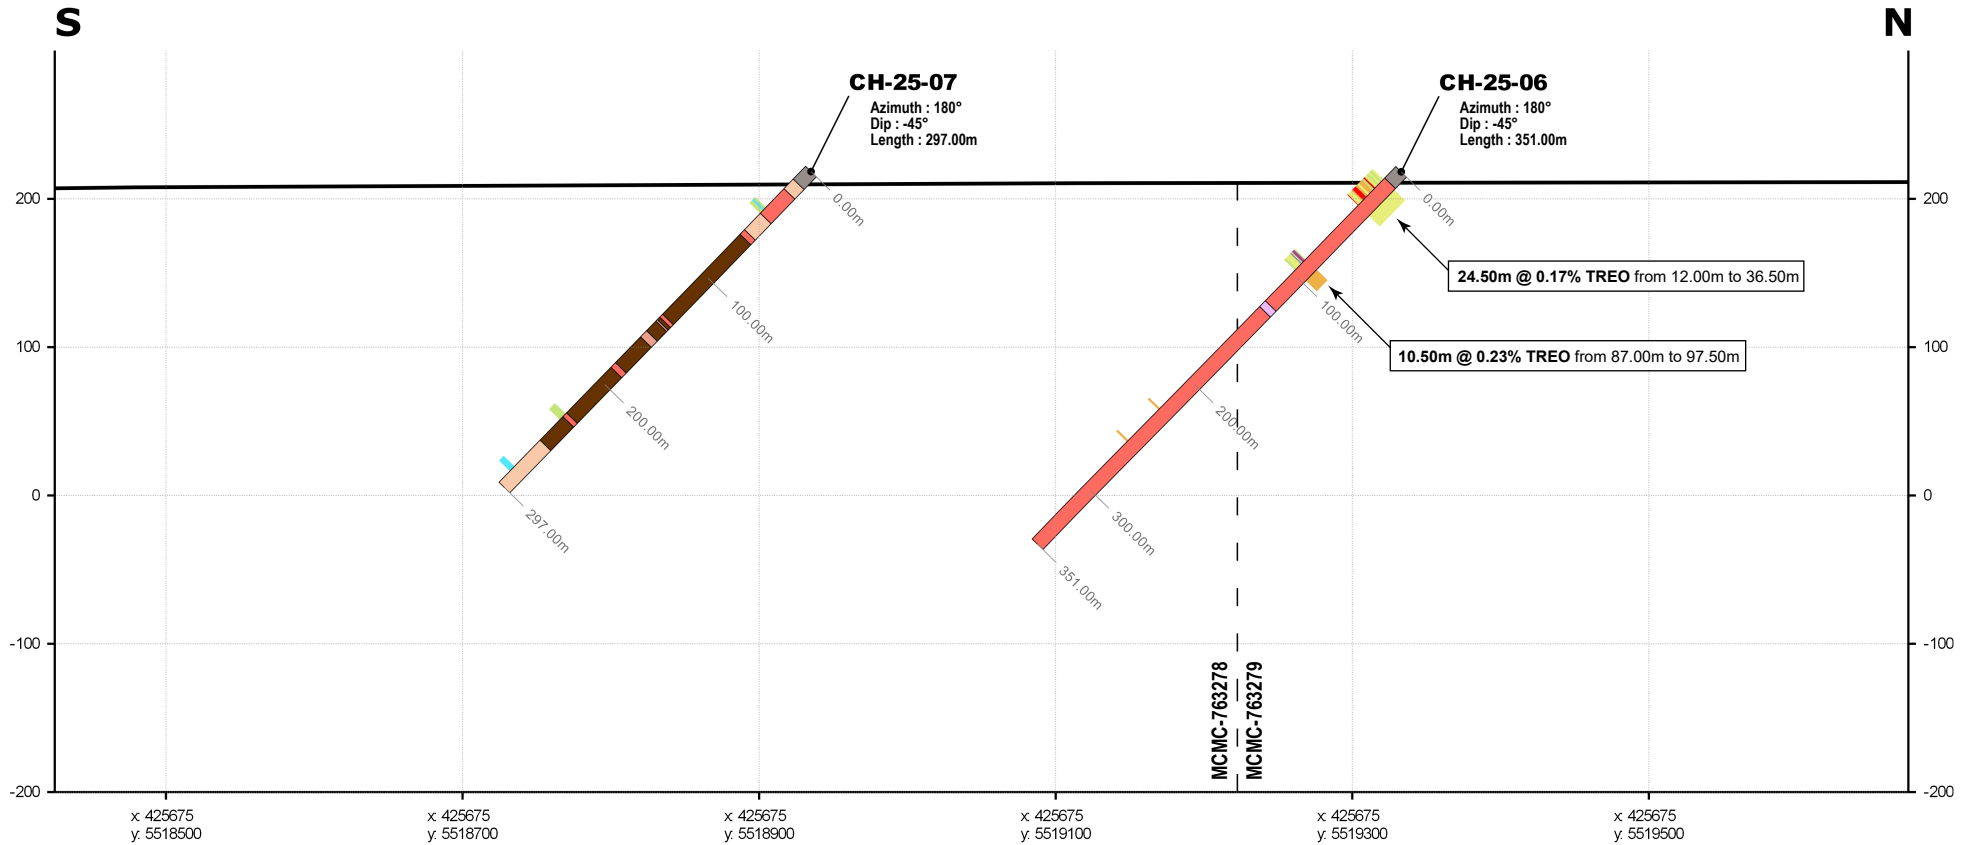 S
N
CH-25-07
Azimuth : 180°
Dip : -45°
Length : 297.00m
CH-25-06
Azimuth : 180°
Dip : -45°
Length : 351.00m
200
100
0
-100
-200
200
100
0
-100
-200
0.00m
100.00m
200.00m
297.00m
0.00m
100.00m
200.00m
300.00m
351.00m
24.50m @ 0.17% TREO from 12.00m to 36.50m
10.50m @ 0.23% TREO from 87.00m to 97.50m
MCMC-763278
MCMC-763279
x: 425675
y: 5518500
x: 425675
y: 5518700
x: 425675
y: 5518900
x: 425675
y: 5519100
x: 425675
y: 5519300
x: 425675
y: 5519500